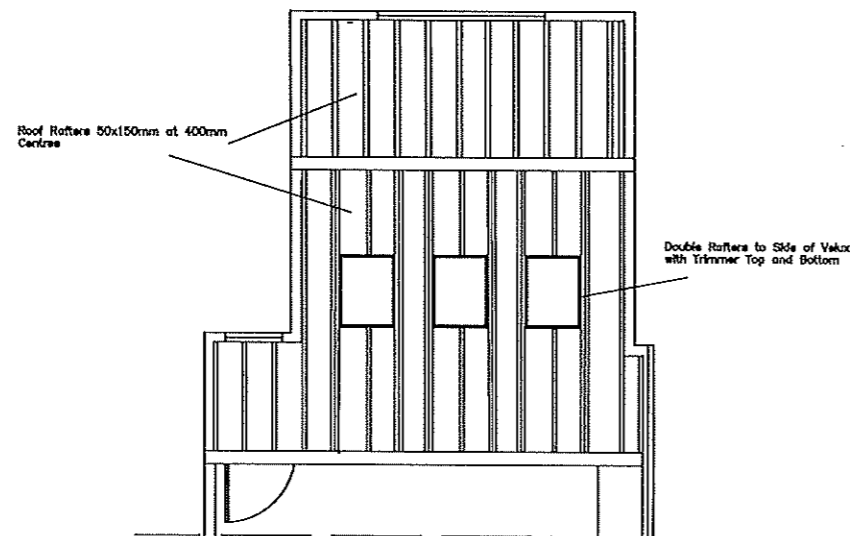 Roof Rafters 50x150mm at 400mm
Centres
Double Rafters to Side of Velux
with Trimmer Top and Bottom